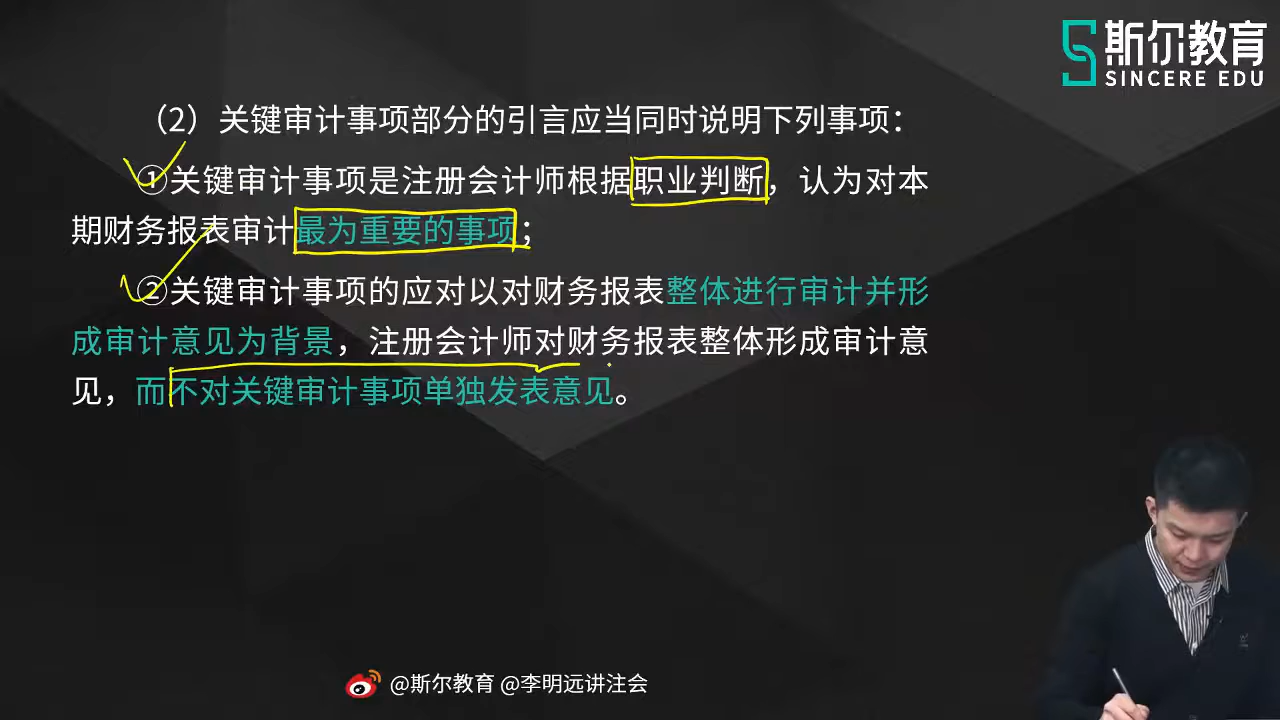 斯尔教育
SINCERE EDU
（2）关键审计事项部分的引言应当同时说明下列事项：
①关键审计事项是注册会计师根据职业判断，认为对本
期财务报表审计最为重要的事项；
②关键审计事项的应对以对财务报表整体进行审计并形
成审计意见为背景，注册会计师对财务报表整体形成审计意
见，而不对关键审计事项单独发表意见。
@斯尔教育 @李明远讲注会